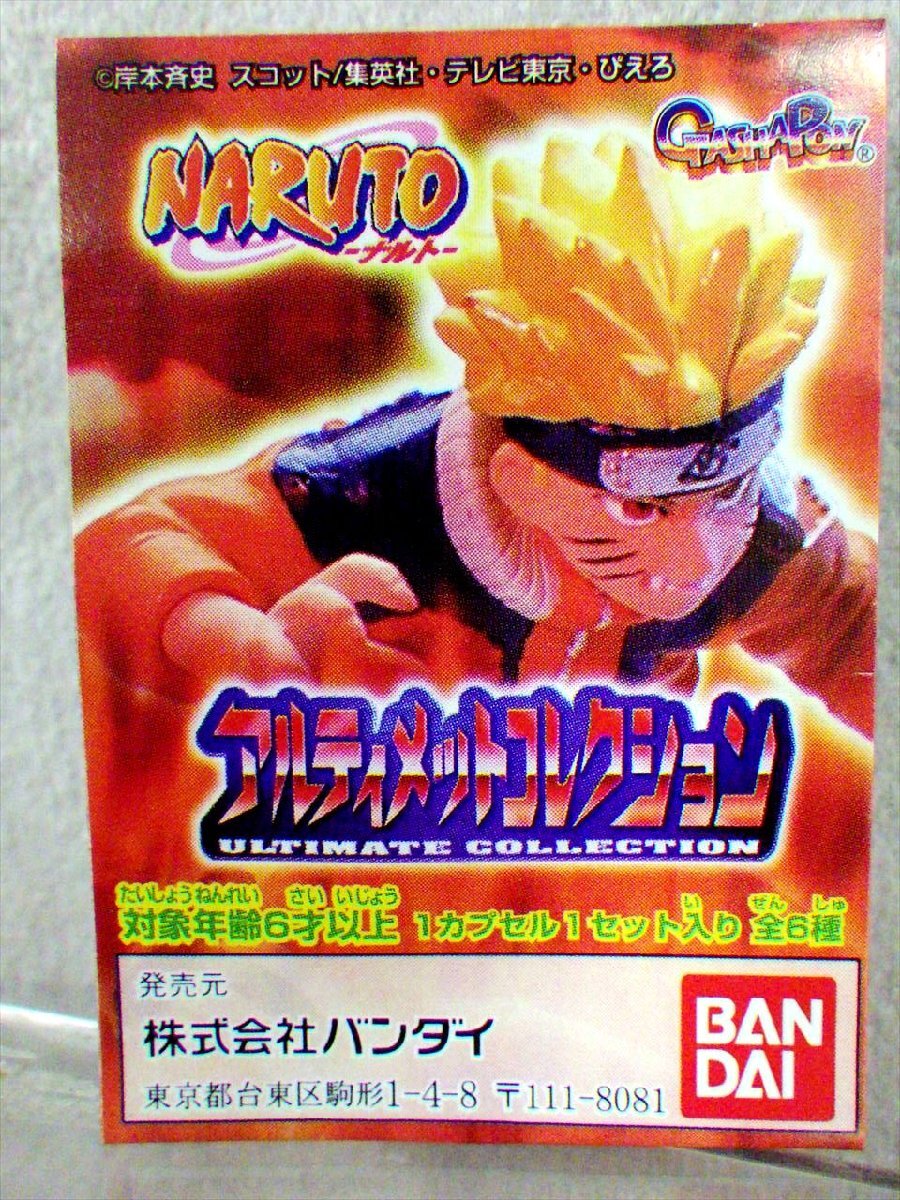 ©岸本斉史 スコット/集英社・テレビ東京・ぴえろ
GASHAPON®
NARUTO
-ナルト-
アルティメットコレクション
ULTIMATE COLLECTION
たいしょうねんれい さい いじょう い ぜん しゅ
対象年齢6才以上 1カプセル1セット入り 全6種
発売元
株式会社バンダイ
東京都台東区駒形1-4-8 〒111-8081
BAN
DAI